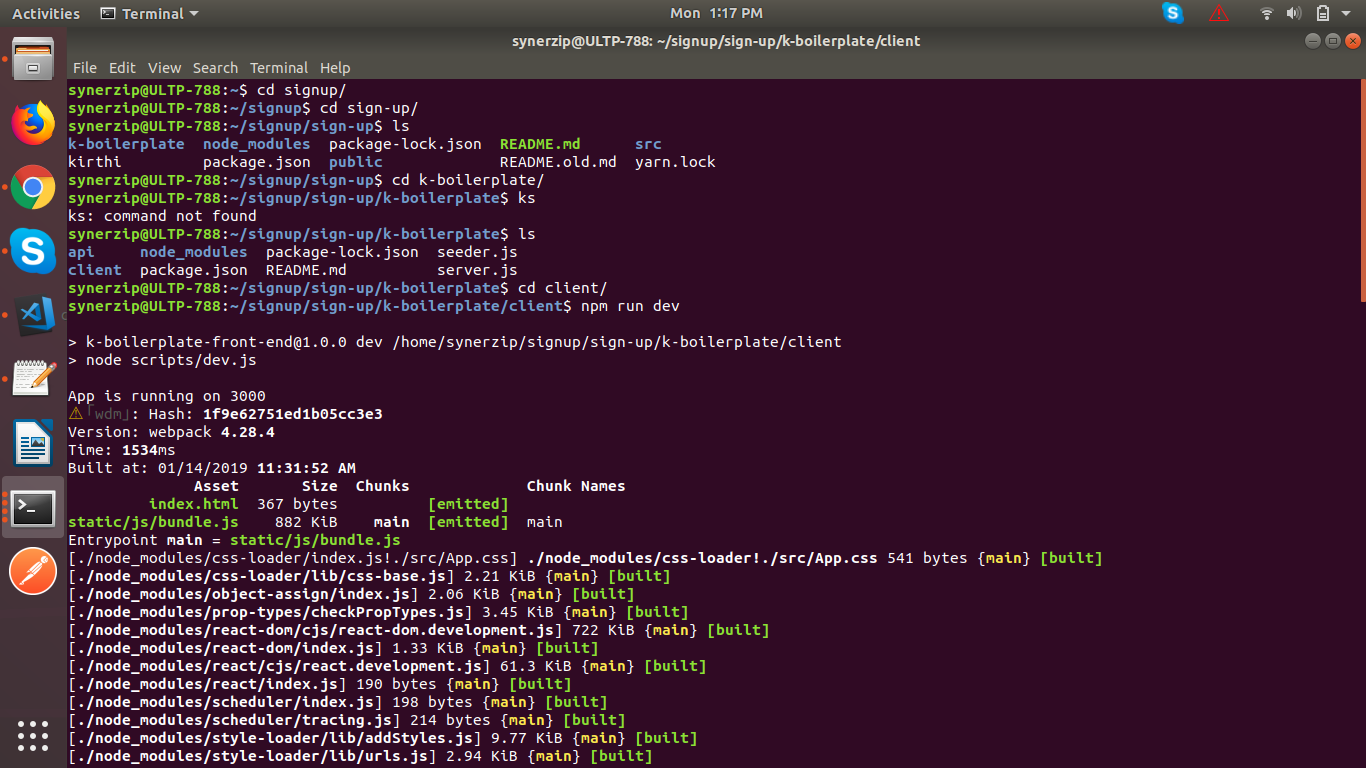 Activities Terminal Mon 1:17 PM
synerzip@ULTP-788: ~/signup/sign-up/k-boilerplate/client
File Edit View Search Terminal Help
synerzip@ULTP-788:~$ cd signup/
synerzip@ULTP-788:~/signup$ cd sign-up/
synerzip@ULTP-788:~/signup/sign-up$ ls
k-boilerplate  node_modules  package-lock.json  README.md      src
kirthi         package.json  public             README.old.md  yarn.lock
synerzip@ULTP-788:~/signup/sign-up$ cd k-boilerplate/
synerzip@ULTP-788:~/signup/sign-up/k-boilerplate$ ks
ks: command not found
synerzip@ULTP-788:~/signup/sign-up/k-boilerplate$ ls
api     node_modules  package-lock.json  seeder.js
client  package.json  README.md          server.js
synerzip@ULTP-788:~/signup/sign-up/k-boilerplate$ cd client/
synerzip@ULTP-788:~/signup/sign-up/k-boilerplate/client$ npm run dev
> k-boilerplate-front-end@1.0.0 dev /home/synerzip/signup/sign-up/k-boilerplate/client
> node scripts/dev.js
App is running on 3000
⚠「wdm」: Hash: 1f9e62751ed1b05cc3e3
Version: webpack 4.28.4
Time: 1534ms
Built at: 01/14/2019 11:31:52 AM
Asset       Size  Chunks             Chunk Names
index.html  367 bytes          [emitted]
static/js/bundle.js    882 KiB    main  [emitted]  main
Entrypoint main = static/js/bundle.js
[./node_modules/css-loader/index.js!./src/App.css] ./node_modules/css-loader!./src/App.css 541 bytes {main} [built]
[./node_modules/css-loader/lib/css-base.js] 2.21 KiB {main} [built]
[./node_modules/object-assign/index.js] 2.06 KiB {main} [built]
[./node_modules/prop-types/checkPropTypes.js] 3.45 KiB {main} [built]
[./node_modules/react-dom/cjs/react-dom.development.js] 722 KiB {main} [built]
[./node_modules/react-dom/index.js] 1.33 KiB {main} [built]
[./node_modules/react/cjs/react.development.js] 61.3 KiB {main} [built]
[./node_modules/react/index.js] 190 bytes {main} [built]
[./node_modules/scheduler/index.js] 198 bytes {main} [built]
[./node_modules/scheduler/tracing.js] 214 bytes {main} [built]
[./node_modules/style-loader/lib/addStyles.js] 9.77 KiB {main} [built]
[./node_modules/style-loader/lib/urls.js] 2.94 KiB {main} [built]